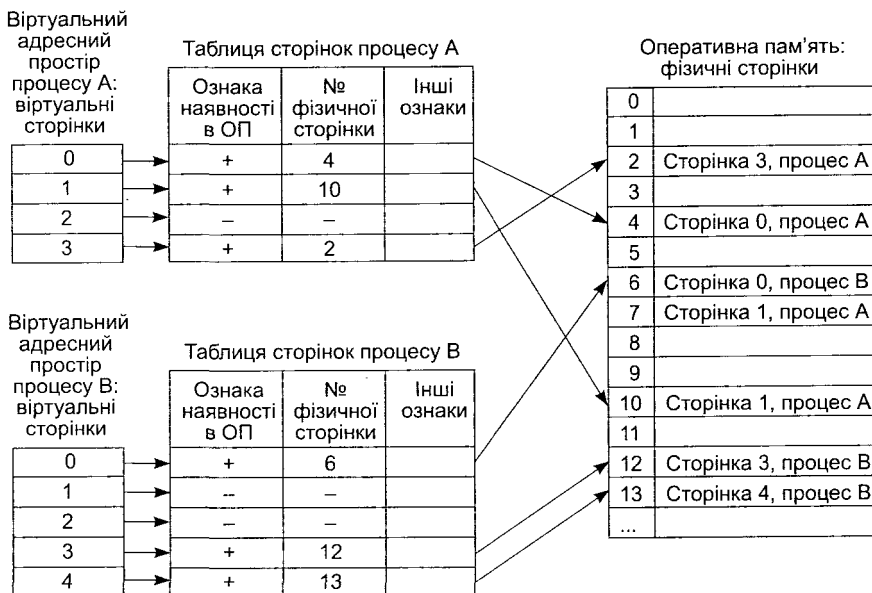 Віртуальний
адресний
простір
процесу А:
віртуальні
сторінки
0
1
2
3
Таблиця сторінок процесу А
Ознака
наявності
в ОП
№
фізичної
сторінки
Інші
ознаки
+ 4
+ 10
– –
+ 2
Віртуальний
адресний
простір
процесу В:
віртуальні
сторінки
0
1
2
3
4
Таблиця сторінок процесу В
Ознака
наявності
в ОП
№
фізичної
сторінки
Інші
ознаки
+ 6
-- –
– –
+ 12
+ 13
Оперативна пам'ять:
фізичні сторінки
0
1
2 Сторінка 3, процес А
3
4 Сторінка 0, процес А
5
6 Сторінка 0, процес В
7 Сторінка 1, процес А
8
9
10 Сторінка 1, процес А
11
12 Сторінка 3, процес В
13 Сторінка 4, процес В
...